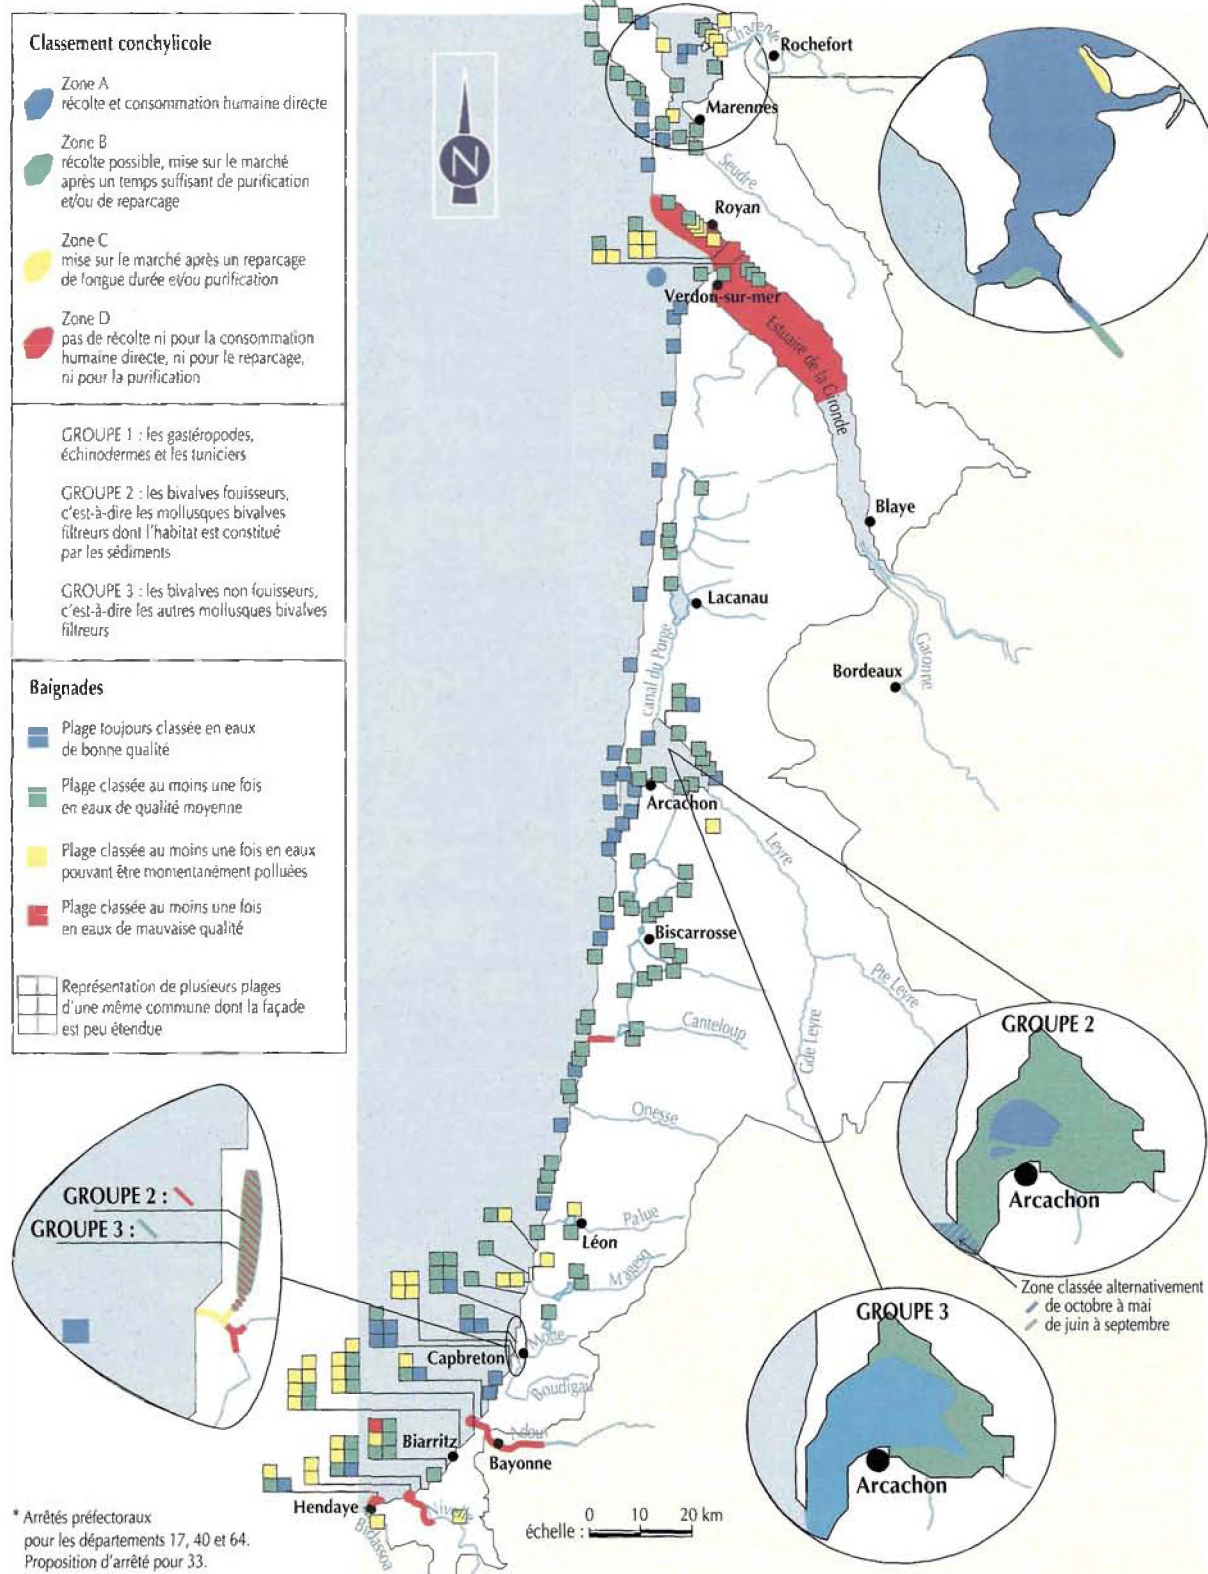 Classement conchylicole
Zone A
récolte et consommation humaine directe
Zone B
récolte possible, mise sur le marché
après un temps suffisant de purification
et/ou de reparcage
Zone C
mise sur le marché après un reparcage
de longue durée et/ou purification
Zone D
pas de récolte ni pour la consommation
humaine directe, ni pour le reparcage,
ni pour la purification
GROUPE 1 : les gastéropodes,
échinodermes et les tuniciers
GROUPE 2 : les bivalves fouisseurs,
c'est-à-dire les mollusques bivalves
filtreurs dont l'habitat est constitué
par les sédiments
GROUPE 3 : les bivalves non fouisseurs,
c'est-à-dire les autres mollusques bivalves
filtreurs
Baignades
Plage toujours classée en eaux
de bonne qualité
Plage classée au moins une fois
en eaux de qualité moyenne
Plage classée au moins une fois en eaux
pouvant être momentanément polluées
Plage classée au moins une fois
en eaux de mauvaise qualité
Représentation de plusieurs plages
d'une même commune dont la façade
est peu étendue
N
Charente
Rochefort
Marennes
Seudre
Royan
Verdon-sur-mer
Estuaire de la Gironde
Blaye
Lacanau
canal du Porge
Garonne
Bordeaux
Arcachon
Leyre
Biscarrosse
Pte Leyre
Canteloup
Gde Leyre
Onesse
GROUPE 2
Arcachon
Zone classée alternativement
de octobre à mai
de juin à septembre
GROUPE 2 :
GROUPE 3 :
Palue
Léon
Magesq
GROUPE 3
Arcachon
Motte
Capbreton
Boudigau
Biarritz
Bayonne
Hendaye
Nivelle
Bidassoa
échelle : 0 10 20 km
* Arrêtés préfectoraux
pour les départements 17, 40 et 64.
Proposition d'arrêté pour 33.